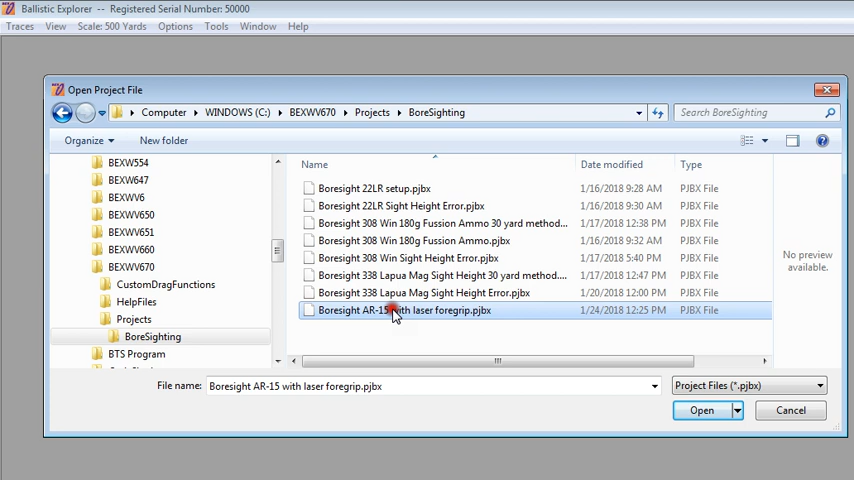 Ballistic Explorer -- Registered Serial Number: 50000
Traces View Scale: 500 Yards Options Tools Window Help
Open Project File
Computer WINDOWS (C:) BEXWV670 Projects BoreSighting Search BoreSighting
Organize New folder
Name Date modified Type
BEXW554
BEXW647
BEXWV6
BEXWV650
BEXWV651
BEXWV660
BEXWV670
CustomDragFunctions
HelpFiles
Projects
BoreSighting
BTS Program
Boresight 22LR setup.pjbx 1/16/2018 9:28 AM PJBX File
Boresight 22LR Sight Height Error.pjbx 1/16/2018 9:30 AM PJBX File
Boresight 308 Win 180g Fussion Ammo 30 yard method... 1/17/2018 12:38 PM PJBX File
Boresight 308 Win 180g Fussion Ammo.pjbx 1/16/2018 9:32 AM PJBX File
Boresight 308 Win Sight Height Error.pjbx 1/17/2018 5:40 PM PJBX File
Boresight 338 Lapua Mag Sight Height 30 yard method.... 1/17/2018 12:47 PM PJBX File
Boresight 338 Lapua Mag Sight Height Error.pjbx 1/20/2018 12:00 PM PJBX File
Boresight AR-15 with laser foregrip.pjbx 1/24/2018 12:25 PM PJBX File
No preview
available.
File name: Boresight AR-15 with laser foregrip.pjbx Project Files (*.pjbx)
Open Cancel